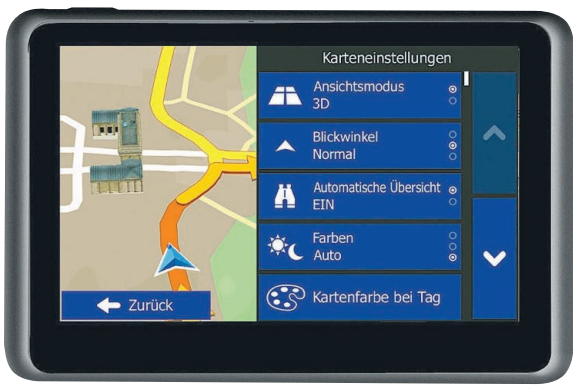 Karteneinstellungen
Ansichtsmodus
3D
Blickwinkel
Normal
Automatische Übersicht
EIN
Farben
Auto
Kartenfarbe bei Tag
Zurück